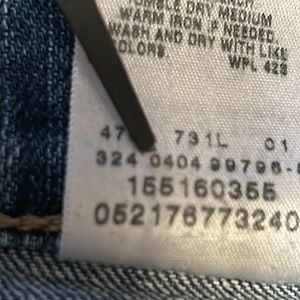 BLE DRY MEDIUM
WARM IRON IF NEEDED
WASH AND DRY WITH LIKE
COLORS. WPL 423
47 731L 01
324 0404 99796-
155160355
052176773240